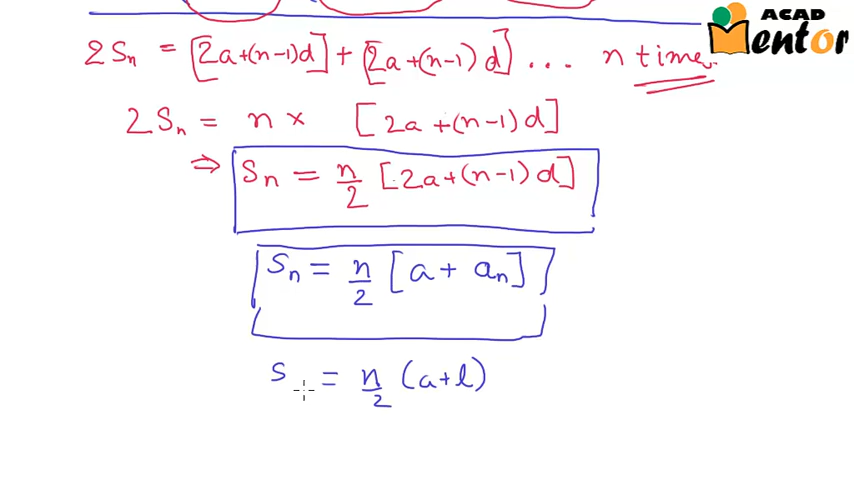 ACAD
Mentor
2Sₙ = [2a+(n-1)d] + [2a+(n-1)d] ... n times
2Sₙ = n × [2a+(n-1)d]
⇒ Sₙ = n/2 [2a+(n-1)d]
Sₙ = n/2 [a + aₙ]
S = n/2 (a+l)